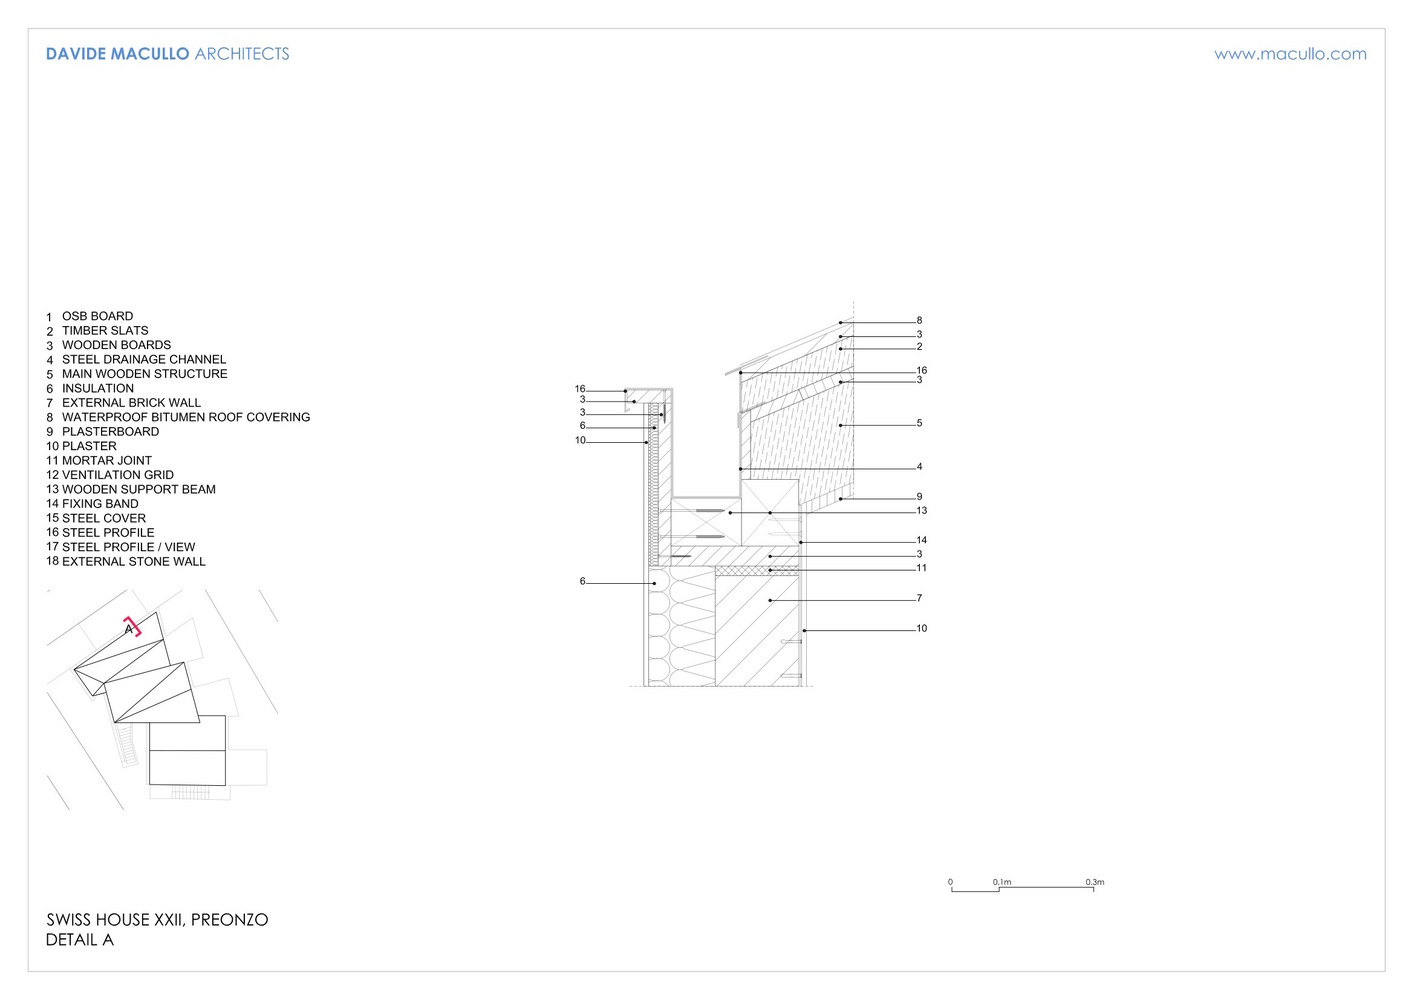 DAVIDE MACULLO ARCHITECTS
www.macullo.com
1 OSB BOARD
2 TIMBER SLATS
3 WOODEN BOARDS
4 STEEL DRAINAGE CHANNEL
5 MAIN WOODEN STRUCTURE
6 INSULATION
7 EXTERNAL BRICK WALL
8 WATERPROOF BITUMEN ROOF COVERING
9 PLASTERBOARD
10 PLASTER
11 MORTAR JOINT
12 VENTILATION GRID
13 WOODEN SUPPORT BEAM
14 FIXING BAND
15 STEEL COVER
16 STEEL PROFILE
17 STEEL PROFILE / VIEW
18 EXTERNAL STONE WALL
A
16
3
3
6
10
6
8
3
2
16
3
5
4
9
13
14
3
11
7
10
0 0.1m 0.3m
SWISS HOUSE XXII, PREONZO
DETAIL A